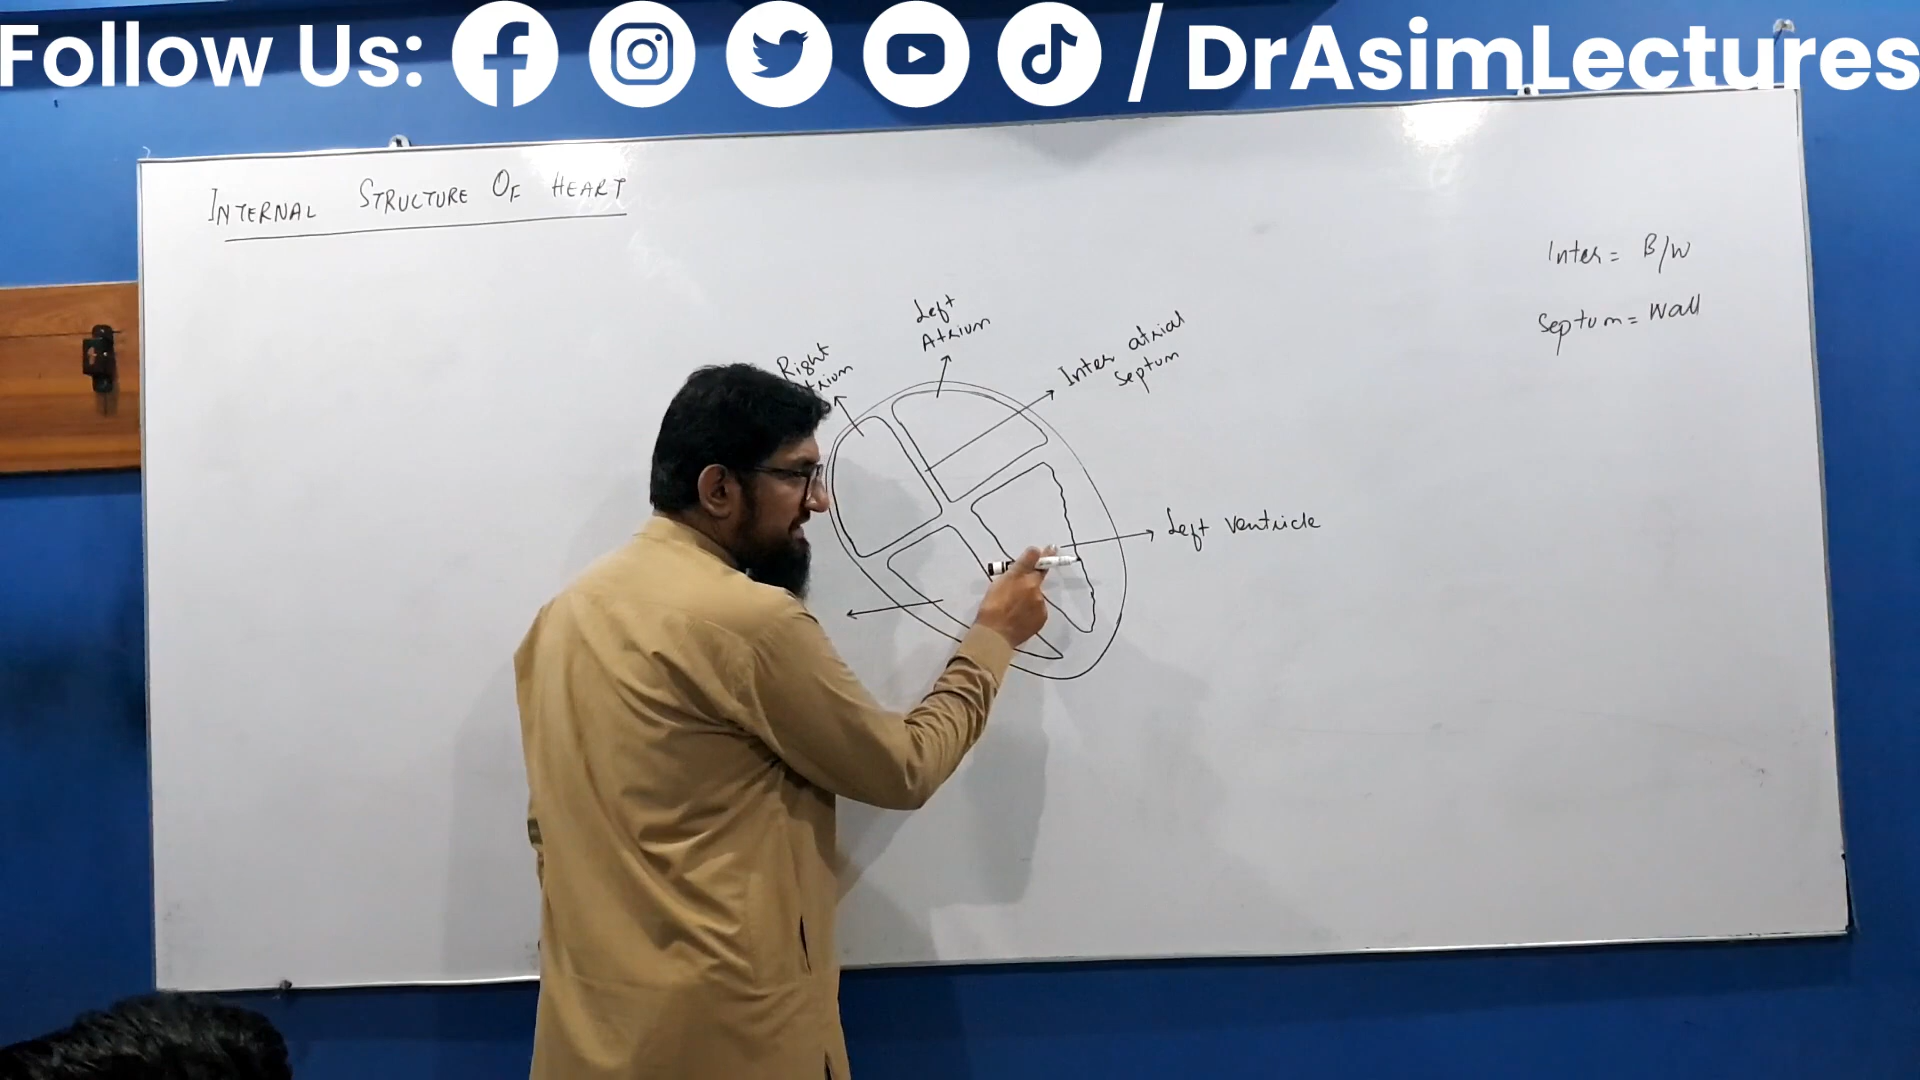 Follow Us: / DrAsimLectures
INTERNAL STRUCTURE OF HEART
Inter = B/W
Septum = Wall
Left
Atrium
Inter atrial
Septum
Right
Left ventricle